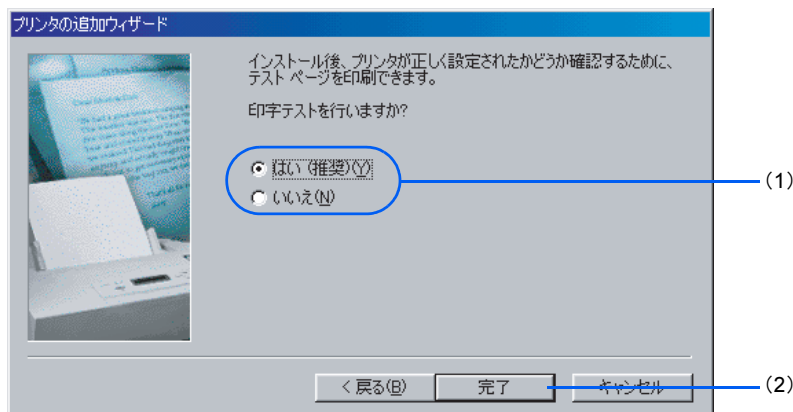 プリンタの追加ウィザード
インストール後、プリンタが正しく設定されたかどうか確認するために、
テスト ページを印刷できます。
印字テストを行いますか?
はい (推奨)(Y)
(1)
いいえ(N)
< 戻る(B)
完了
キャンセル
(2)